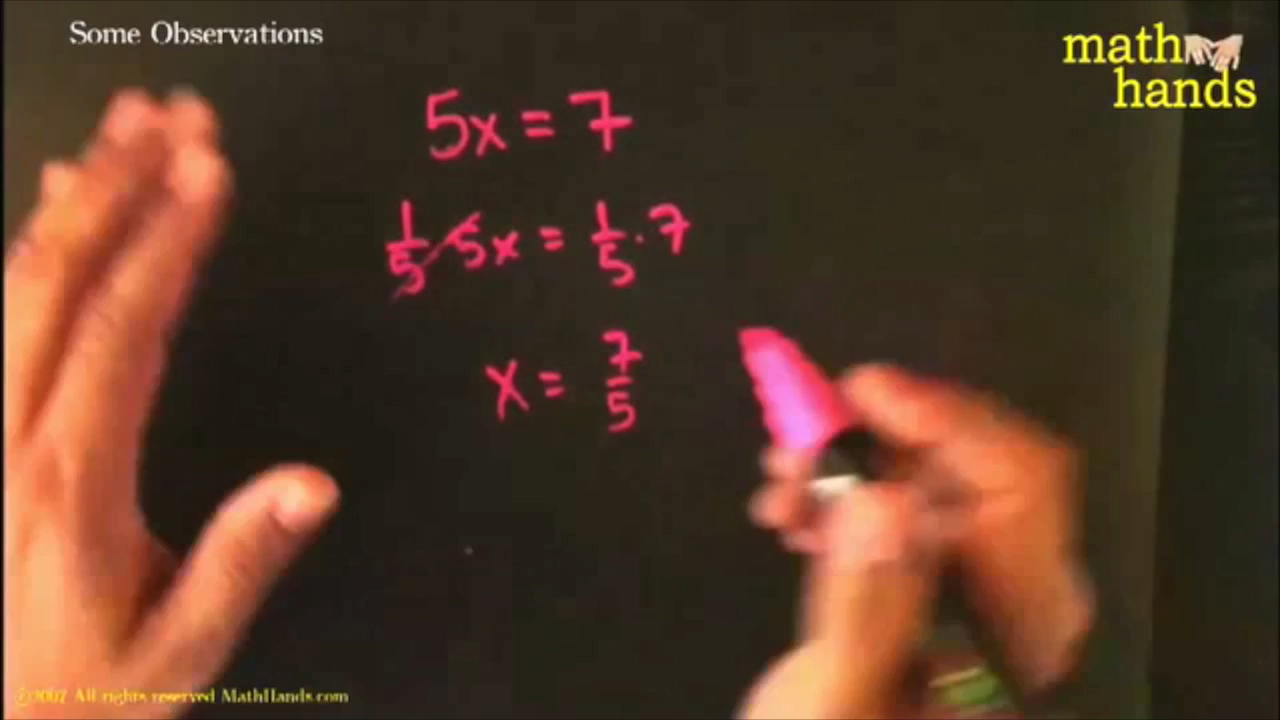 Some Observations
math
hands
5x = 7
1/5 · 5x = 1/5 · 7
x = 7/5
©2007 All rights reserved MathHands.com